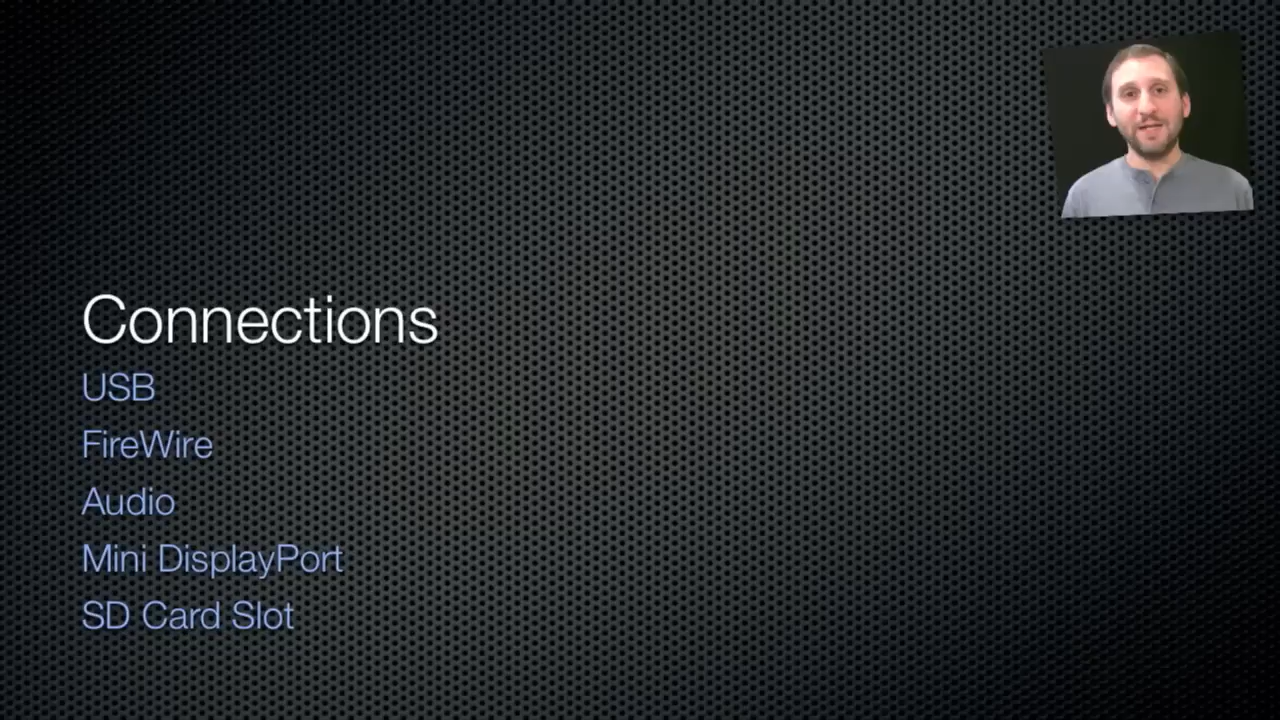 Connections
USB
FireWire
Audio
Mini DisplayPort
SD Card Slot